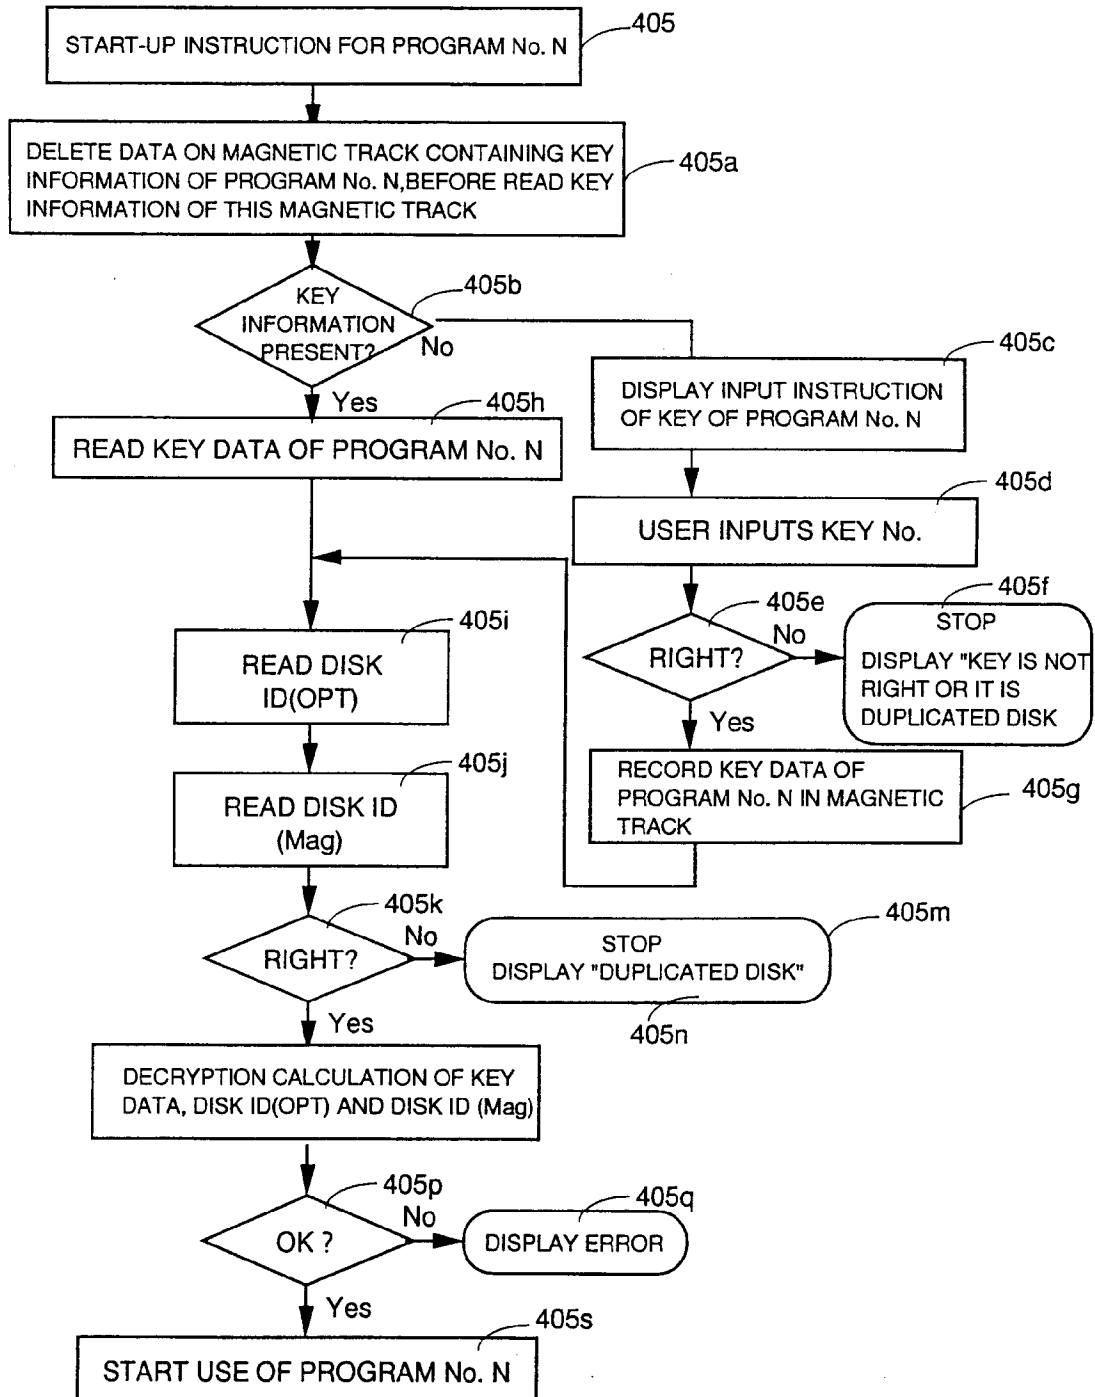 START-UP INSTRUCTION FOR PROGRAM No. N
405
DELETE DATA ON MAGNETIC TRACK CONTAINING KEY
INFORMATION OF PROGRAM No. N,BEFORE READ KEY
INFORMATION OF THIS MAGNETIC TRACK
405a
KEY
INFORMATION
PRESENT?
405b
No
Yes
405c
DISPLAY INPUT INSTRUCTION
OF KEY OF PROGRAM No. N
405h
READ KEY DATA OF PROGRAM No. N
405d
USER INPUTS KEY No.
405e
RIGHT?
No
Yes
405f
STOP
DISPLAY "KEY IS NOT
RIGHT OR IT IS
DUPLICATED DISK
RECORD KEY DATA OF
PROGRAM No. N IN MAGNETIC
TRACK
405g
405i
READ DISK
ID(OPT)
405j
READ DISK ID
(Mag)
405k
RIGHT?
No
Yes
405m
STOP
DISPLAY "DUPLICATED DISK"
405n
DECRYPTION CALCULATION OF KEY
DATA, DISK ID(OPT) AND DISK ID (Mag)
405p
OK ?
No
Yes
405q
DISPLAY ERROR
405s
START USE OF PROGRAM No. N